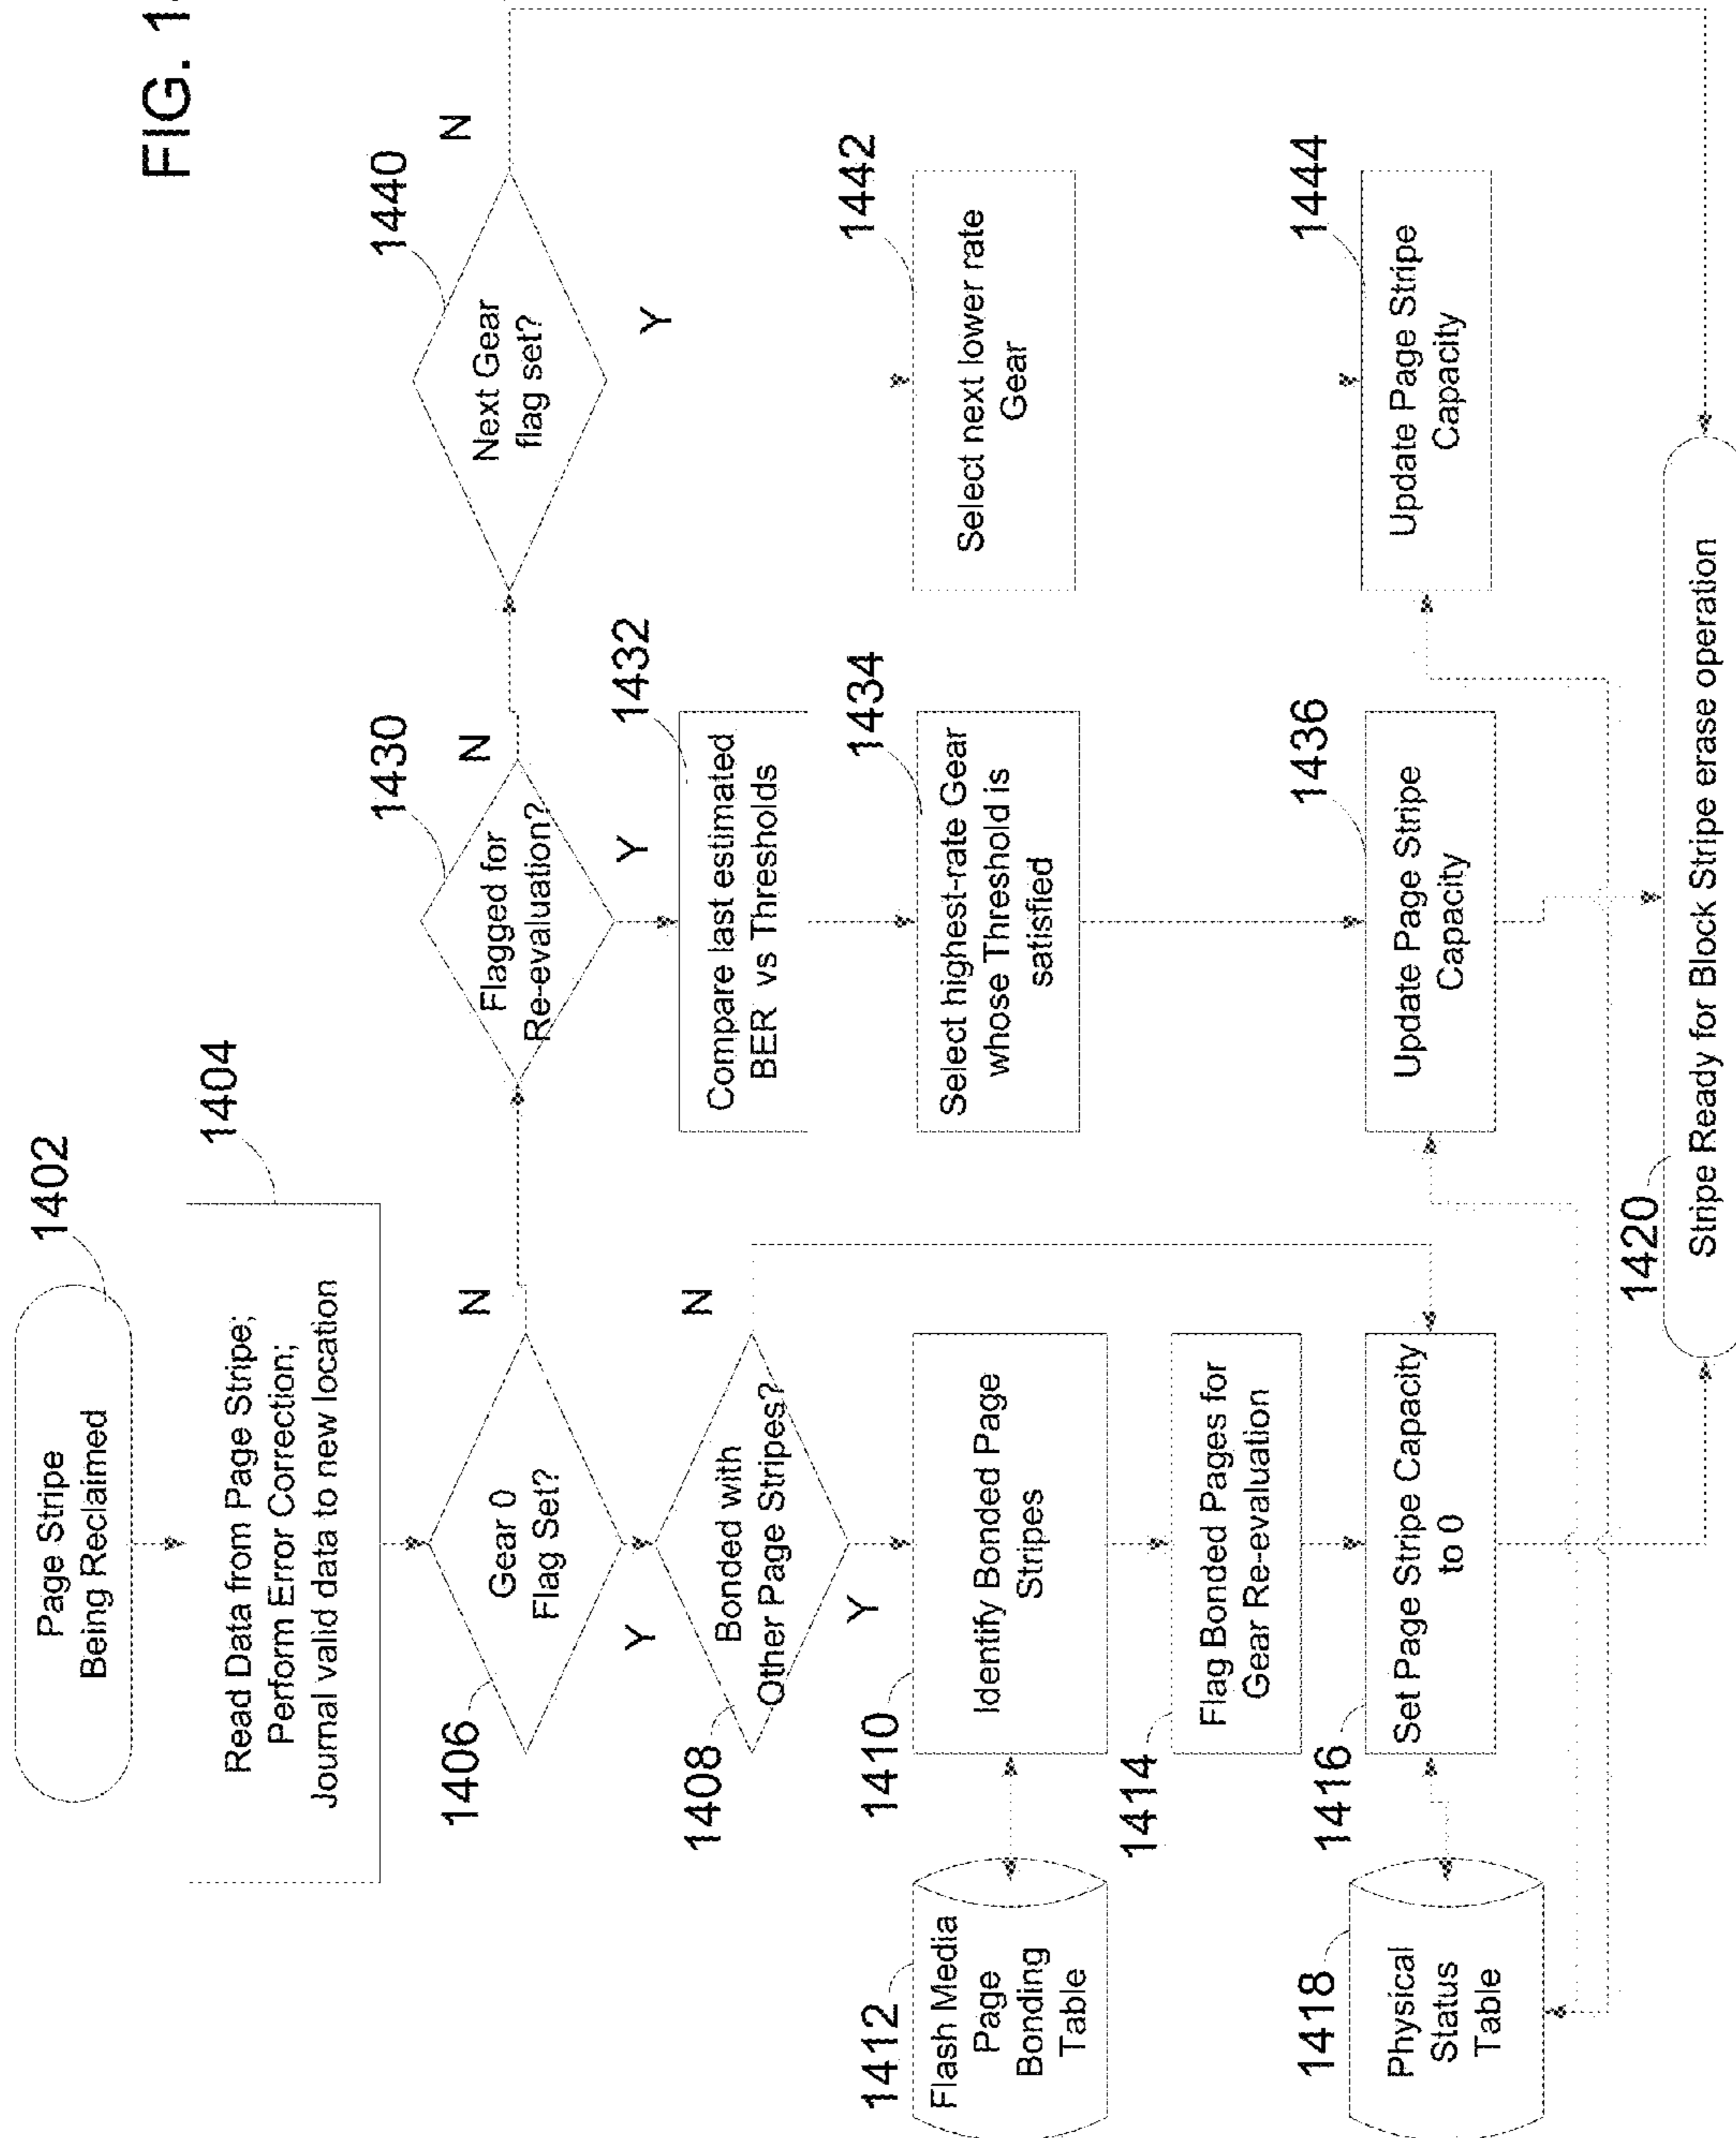 FIG. 1
1402
Page Stripe
Being Reclaimed
1404
Read Data from Page Stripe;
Perform Error Correction;
Journal valid data to new location
1406
Gear 0
Flag Set?
N
Y
1430
Flagged for
Re-evaluation?
N
Y
1440
Next Gear
flag set?
N
Y
1408
Bonded with
Other Page Stripes?
N
Y
1432
Compare last estimated
BER vs Thresholds
1412
Flash Media
Page
Bonding
Table
1410
Identify Bonded Page
Stripes
1434
Select highest-rate Gear
whose Threshold is
satisfied
1442
Select next lower rate
Gear
1414
Flag Bonded Pages for
Gear Re-evaluation
1418
Physical
Status
Table
1416
Set Page Stripe Capacity
to 0
1436
Update Page Stripe
Capacity
1444
Update Page Stripe
Capacity
1420
Stripe Ready for Block Stripe erase operation